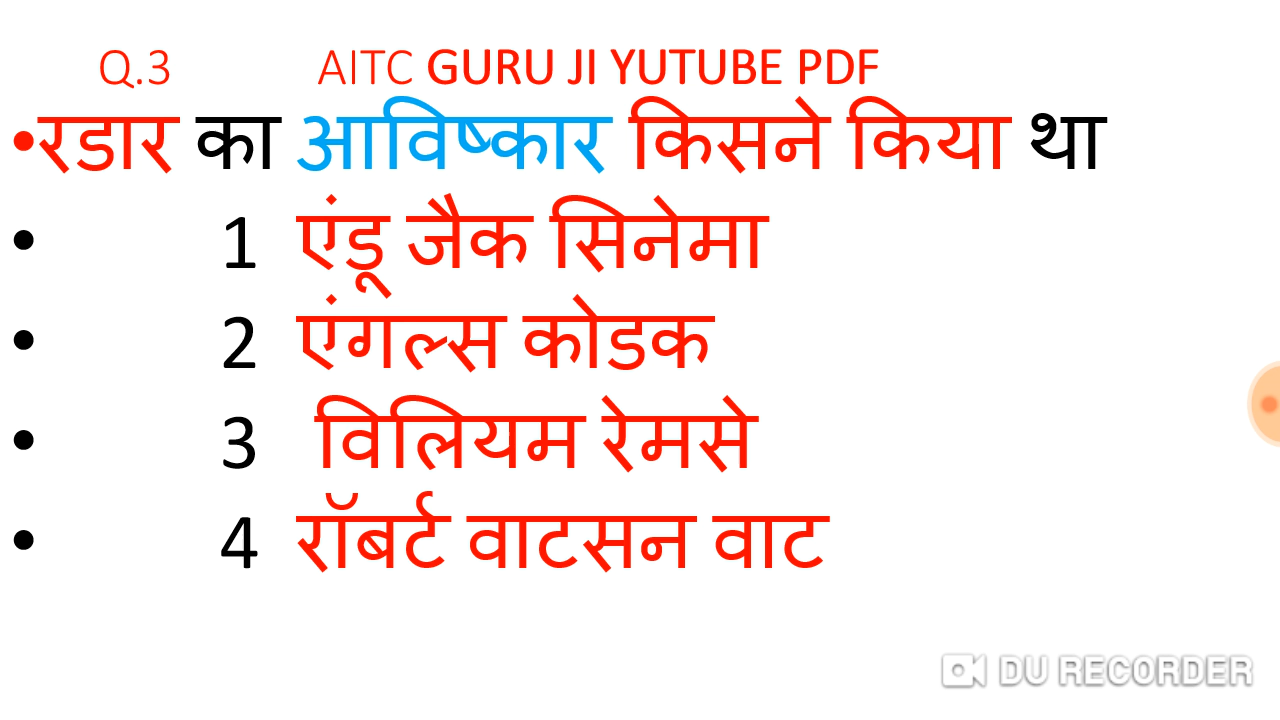 Q.3 AITC GURU JI YUTUBE PDF
•रडार का आविष्कार किसने किया था
• 1 एंडू जैक सिनेमा
• 2 एंगल्स कोडक
• 3 विलियम रेमसे
• 4 रॉबर्ट वाटसन वाट
DU RECORDER